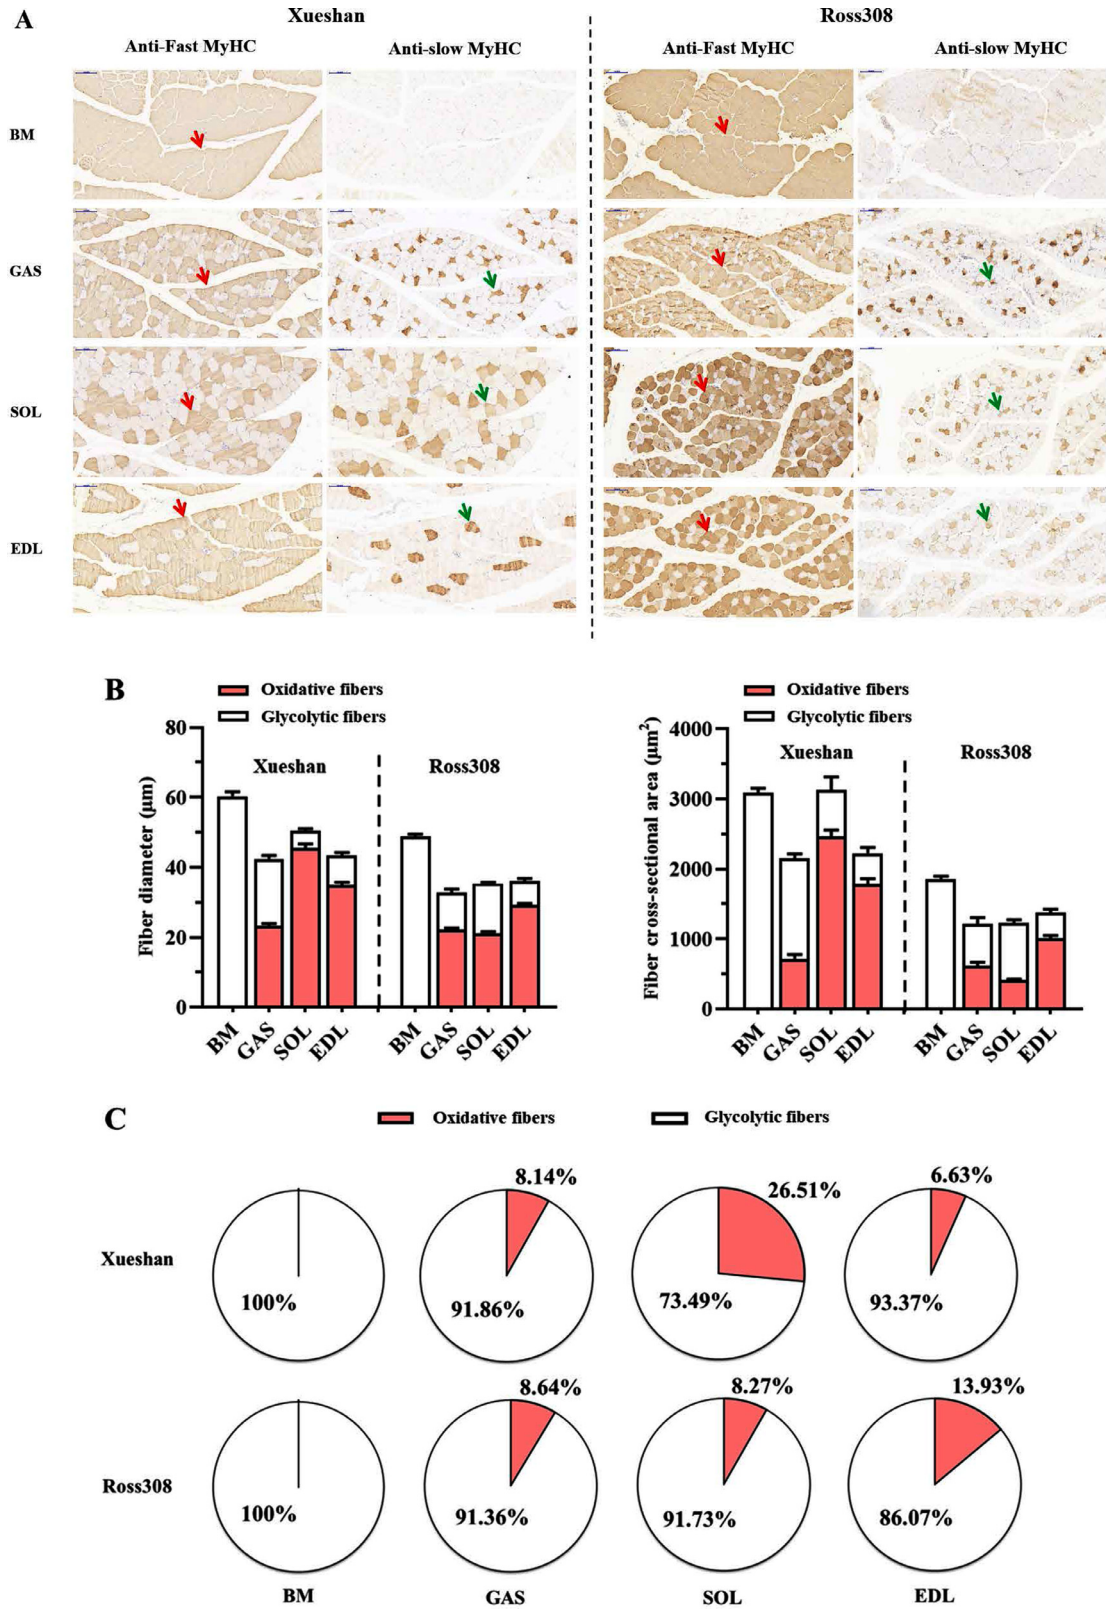 A
Xueshan
Ross308
Anti-Fast MyHC
Anti-slow MyHC
Anti-Fast MyHC
Anti-slow MyHC
BM
GAS
SOL
EDL
B
Oxidative fibers
Glycolytic fibers
Fiber diameter (μm)
80
60
40
20
0
Xueshan
Ross308
BM
GAS
SOL
EDL
BM
GAS
SOL
EDL
Oxidative fibers
Glycolytic fibers
Fiber cross-sectional area (μm²)
4000
3000
2000
1000
0
Xueshan
Ross308
BM
GAS
SOL
EDL
BM
GAS
SOL
EDL
C
Oxidative fibers
Glycolytic fibers
Xueshan
100%
8.14%
91.86%
26.51%
73.49%
6.63%
93.37%
Ross308
100%
8.64%
91.36%
8.27%
91.73%
13.93%
86.07%
BM
GAS
SOL
EDL